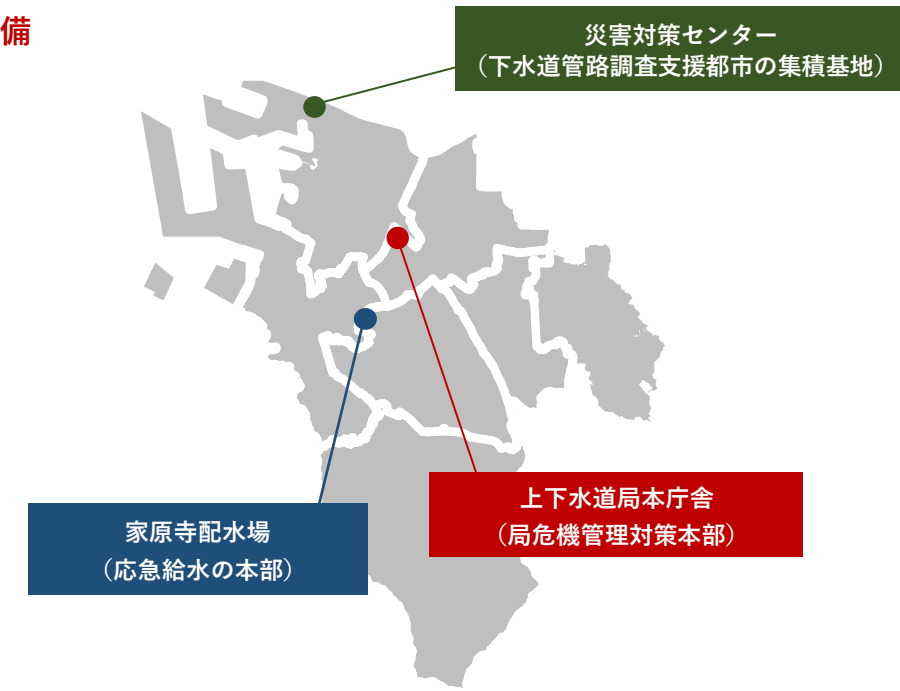 備
災害対策センター
（下水道管路調査支援都市の集積基地）
上下水道局本庁舎
（局危機管理対策本部）
家原寺配水場
（応急給水の本部）